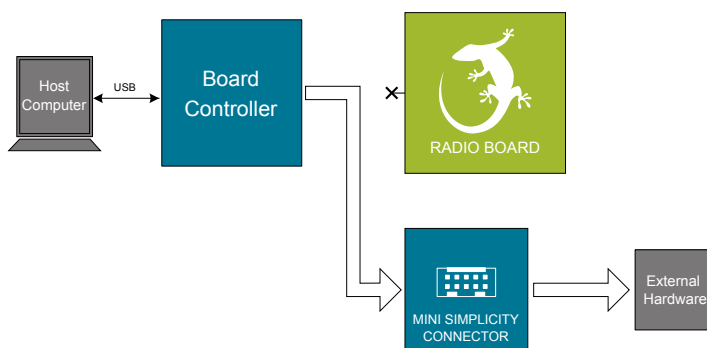 Host
Computer
USB
Board
Controller
RADIO BOARD
MINI SIMPLICITY
CONNECTOR
External
Hardware